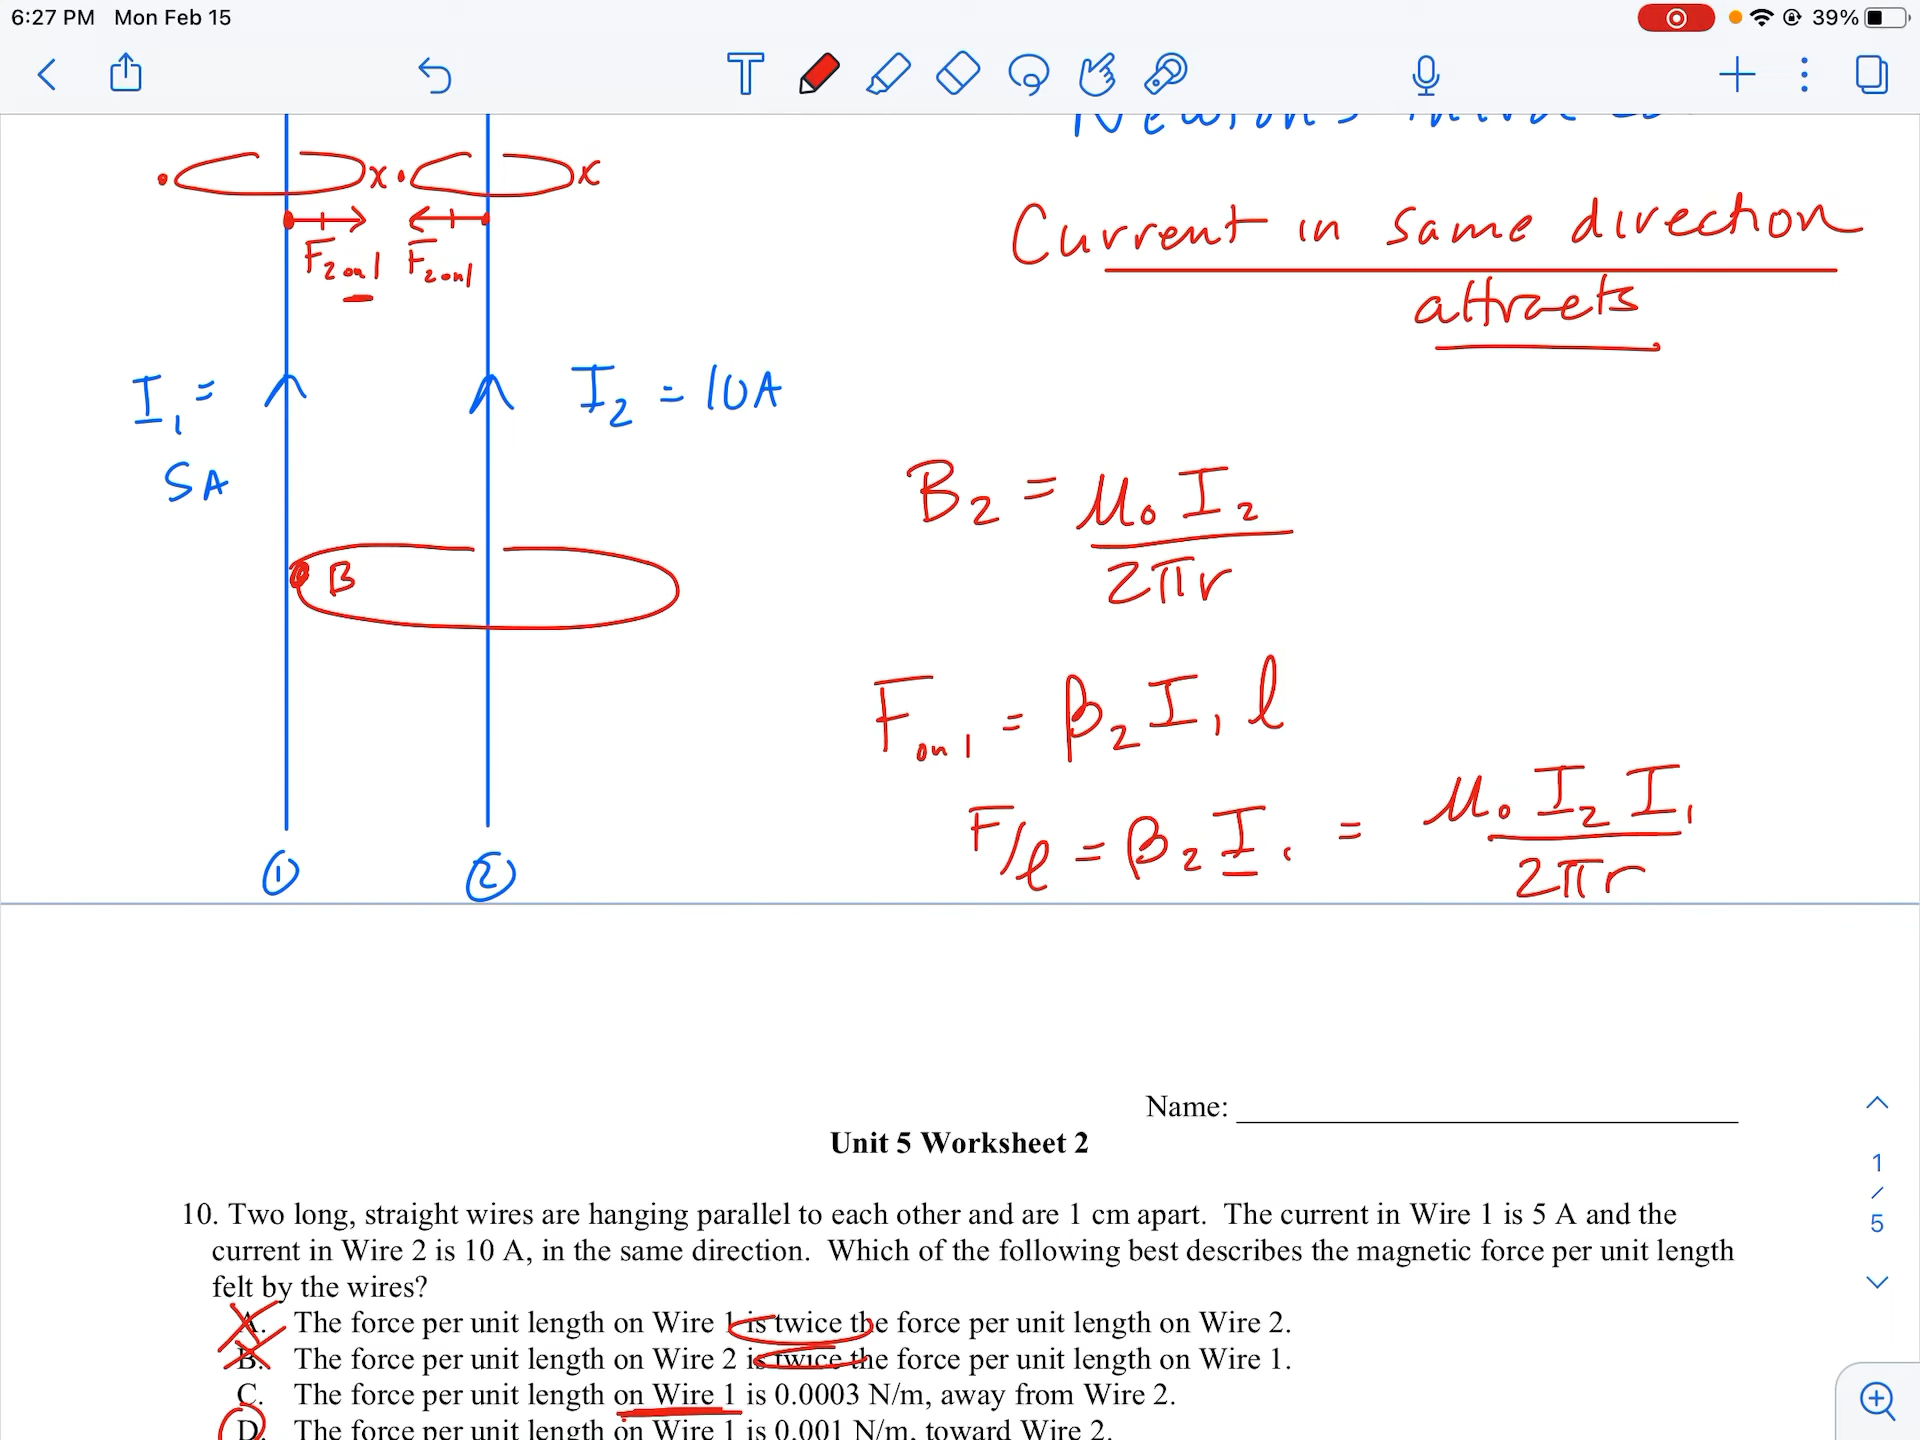 6:27 PM Mon Feb 15
39%
T
x x
F2 on 1 F2 on 1
Current in same direction
attracts
I1 =
5A
I2 = 10A
B
B2 = μ0 I2
2πr
F on 1 = B2 I1 l
F/l = B2 I1 = μ0 I2 I1
2πr
1
2
Name:
Unit 5 Worksheet 2
10. Two long, straight wires are hanging parallel to each other and are 1 cm apart. The current in Wire 1 is 5 A and the
current in Wire 2 is 10 A, in the same direction. Which of the following best describes the magnetic force per unit length
felt by the wires?
A. The force per unit length on Wire 1 is twice the force per unit length on Wire 2.
B. The force per unit length on Wire 2 is twice the force per unit length on Wire 1.
C. The force per unit length on Wire 1 is 0.0003 N/m, away from Wire 2.
D. The force per unit length on Wire 1 is 0.001 N/m, toward Wire 2.
1
/
5